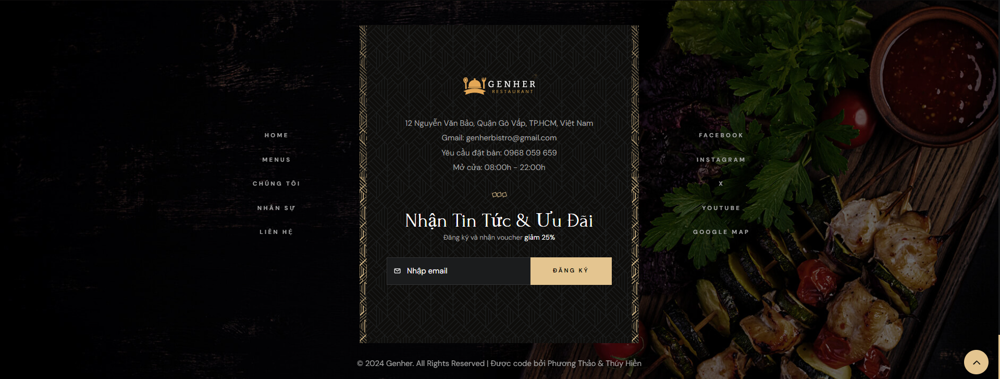 GENHER
RESTAURANT
12 Nguyễn Văn Bảo, Quận Gò Vấp, TP.HCM, Việt Nam
Gmail: genherbistro@gmail.com
Yêu cầu đặt bàn: 0968 059 659
Mở cửa: 08:00h - 22:00h
Nhận Tin Tức & Ưu Đãi
Đăng ký và nhận voucher giảm 25%
Nhập email
ĐĂNG KÝ
HOME
MENUS
CHÚNG TÔI
NHÂN SỰ
LIÊN HỆ
FACEBOOK
INSTAGRAM
X
YOUTUBE
GOOGLE MAP
© 2024 Genher. All Rights Reserved | Được code bởi Phương Thảo & Thúy Hiền